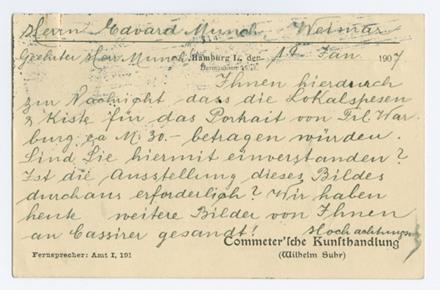 Herrn Edvard Munch, Weimar
Geehrter Herr Munch, Hamburg I., den 18 Jan 1907
Hermannstr.
Ihnen hierdurch
zur Nachricht dass die Lokalspesen
& Kiste für das Portrait von Frl. War-
burg ca M. 30.- betragen würden.
Sind Sie hiermit einverstanden?
Ist die Ausstellung dieses Bildes
durchaus erforderlich? Wir haben
heute weitere Bilder von Ihnen
an Cassirer gesandt! Hochachtungsv
Commeter'sche Kunsthandlung
Fernsprecher: Amt I, 191 (Wilhelm Suhr)